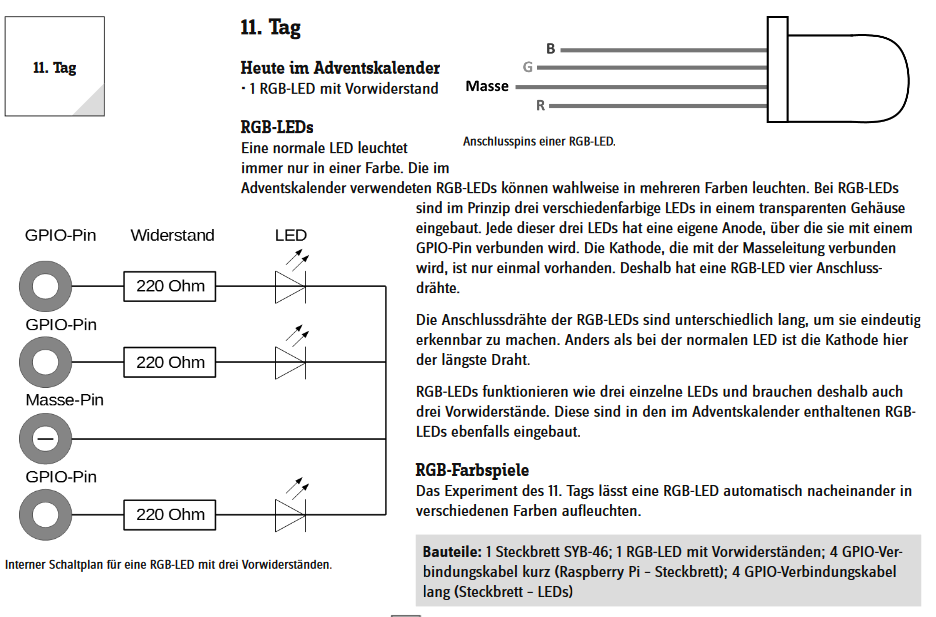 11. Tag
11. Tag
Heute im Adventskalender
· 1 RGB-LED mit Vorwiderstand
B
G
Masse
R
Anschlusspins einer RGB-LED.
RGB-LEDs
Eine normale LED leuchtet
immer nur in einer Farbe. Die im
Adventskalender verwendeten RGB-LEDs können wahlweise in mehreren Farben leuchten. Bei RGB-LEDs
sind im Prinzip drei verschiedenfarbige LEDs in einem transparenten Gehäuse
eingebaut. Jede dieser drei LEDs hat eine eigene Anode, über die sie mit einem
GPIO-Pin verbunden wird. Die Kathode, die mit der Masseleitung verbunden
wird, ist nur einmal vorhanden. Deshalb hat eine RGB-LED vier Anschluss-
drähte.
Die Anschlussdrähte der RGB-LEDs sind unterschiedlich lang, um sie eindeutig
erkennbar zu machen. Anders als bei der normalen LED ist die Kathode hier
der längste Draht.
RGB-LEDs funktionieren wie drei einzelne LEDs und brauchen deshalb auch
drei Vorwiderstände. Diese sind in den im Adventskalender enthaltenen RGB-
LEDs ebenfalls eingebaut.
GPIO-Pin Widerstand LED
220 Ohm
GPIO-Pin
220 Ohm
Masse-Pin
GPIO-Pin
220 Ohm
Interner Schaltplan für eine RGB-LED mit drei Vorwiderständen.
RGB-Farbspiele
Das Experiment des 11. Tags lässt eine RGB-LED automatisch nacheinander in
verschiedenen Farben aufleuchten.
Bauteile: 1 Steckbrett SYB-46; 1 RGB-LED mit Vorwiderständen; 4 GPIO-Ver-
bindungskabel kurz (Raspberry Pi – Steckbrett); 4 GPIO-Verbindungskabel
lang (Steckbrett – LEDs)